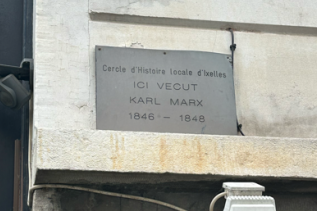 Cercle d'Histoire locale d'Ixelles
ICI VECUT
KARL MARX
1846 - 1848